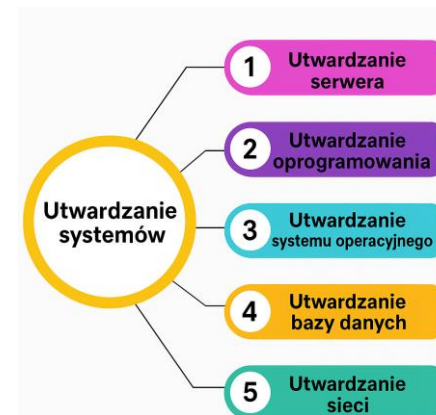 Utwardzanie
systemów
1
Utwardzanie
serwera
2
Utwardzanie
oprogramowania
3
Utwardzanie
systemu operacyjnego
4
Utwardzanie
bazy danych
5
Utwardzanie
sieci